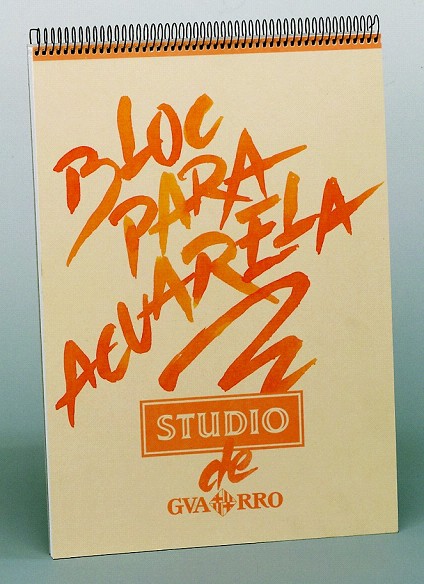 BLOC
PARA
ACUARELA
STUDIO
de
GVARRO